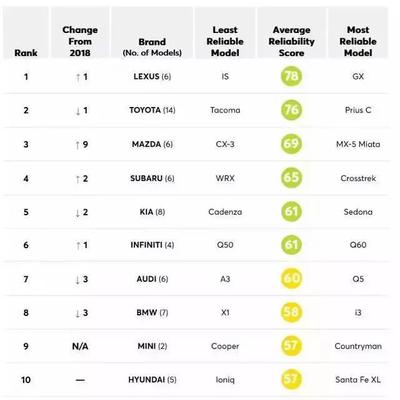 Rank Change From 2018 Brand (No. of Models) Least Reliable Model Average Reliability Score Most Reliable Model
1 ↑ 1 LEXUS (6) IS 78 GX
2 ↓ 1 TOYOTA (14) Tacoma 76 Prius C
3 ↑ 9 MAZDA (6) CX-3 69 MX-5 Miata
4 ↑ 2 SUBARU (6) WRX 65 Crosstrek
5 ↓ 2 KIA (8) Cadenza 61 Sedona
6 ↑ 1 INFINITI (4) Q50 61 Q60
7 ↓ 3 AUDI (6) A3 60 Q5
8 ↓ 3 BMW (7) X1 58 i3
9 N/A MINI (2) Cooper 57 Countryman
10 — HYUNDAI (5) Ioniq 57 Santa Fe XL